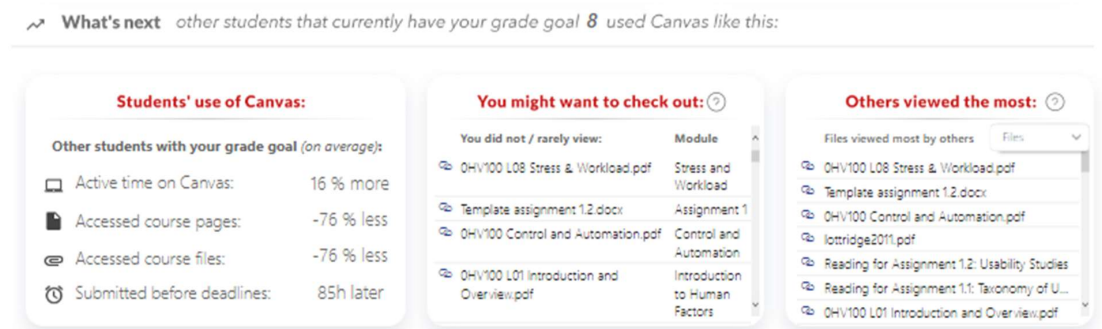 What's next other students that currently have your grade goal 8 used Canvas like this:
Students' use of Canvas:
Other students with your grade goal (on average):
Active time on Canvas: 16 % more
Accessed course pages: -76 % less
Accessed course files: -76 % less
Submitted before deadlines: 85h later
You might want to check out: ?
You did not / rarely view: Module
0HV100 L08 Stress & Workload.pdf Stress and
Workload
Template assignment 1.2.docx Assignment 1
0HV100 Control and Automation.pdf Control and
Automation
0HV100 L01 Introduction and Introduction
Overview.pdf to Human
Factors
Others viewed the most: ?
Files viewed most by others Files
0HV100 L08 Stress & Workload.pdf
Template assignment 1.2.docx
0HV100 Control and Automation.pdf
lottridge2011.pdf
Reading for Assignment 1.2: Usability Studies
Reading for Assignment 1.1: Taxonomy of U...
0HV100 L01 Introduction and Overview.pdf